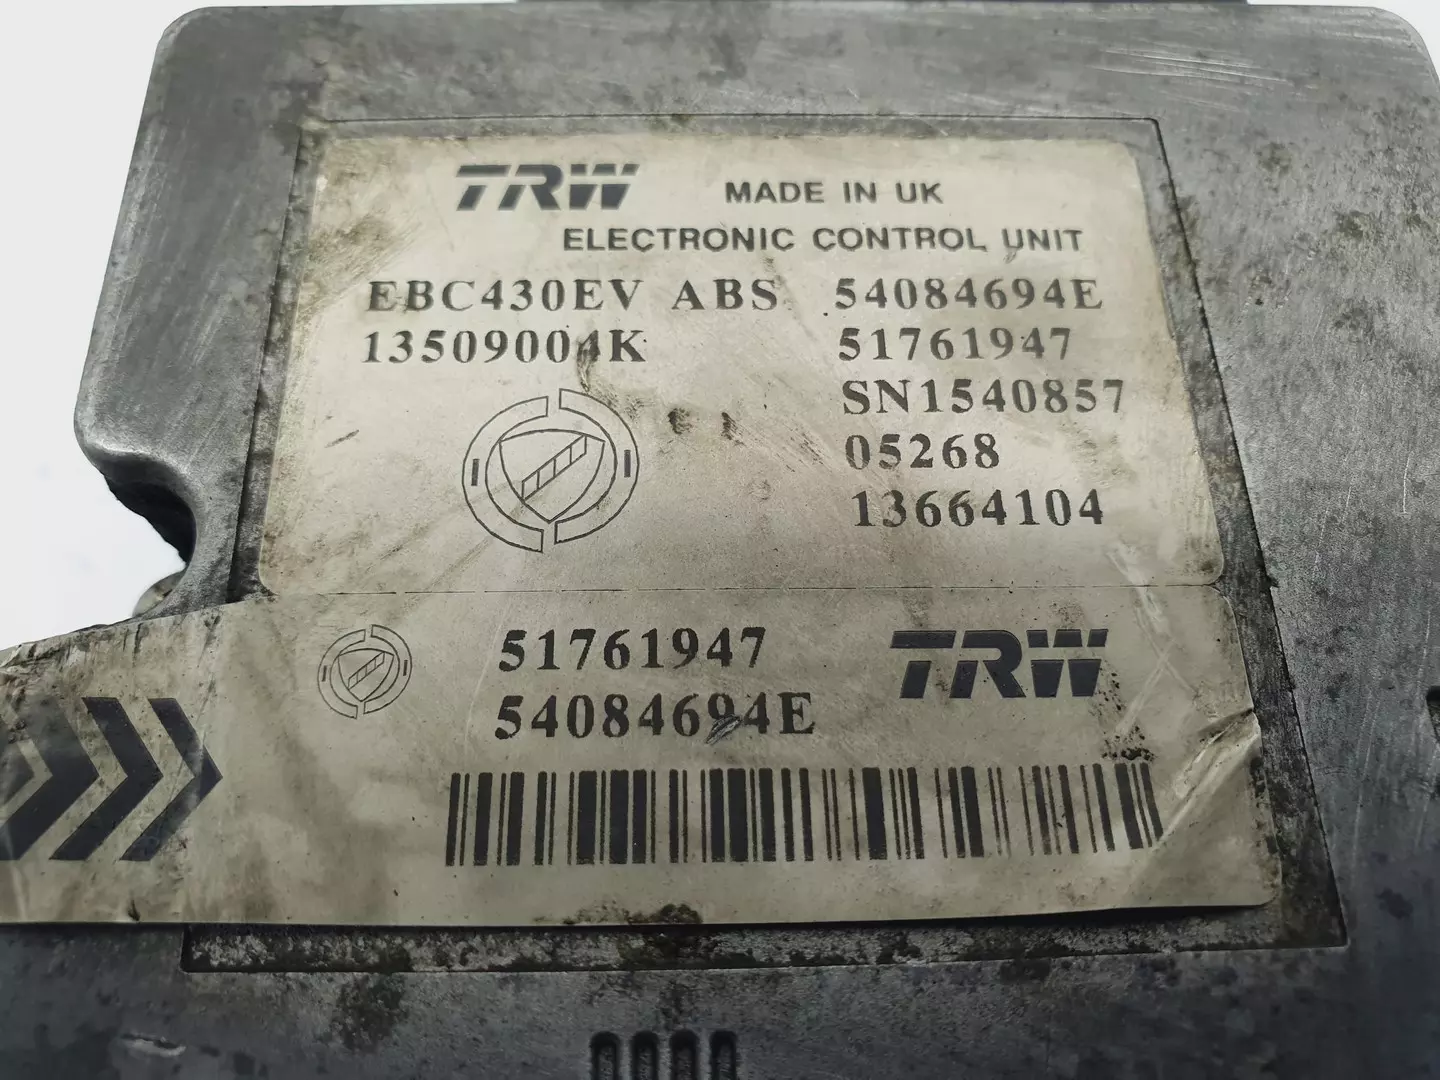 TRW MADE IN UK
ELECTRONIC CONTROL UNIT
EBC430EV ABS 54084694E
13509004K 51761947
SN1540857
05268
13664104
51761947 TRW
54084694E